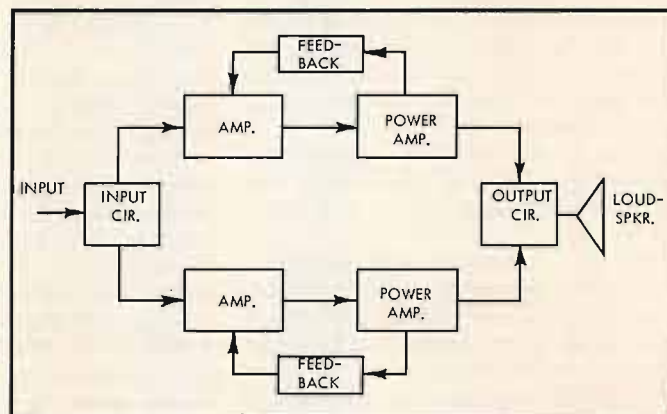 FEED-
BACK
AMP.
POWER
AMP.
INPUT
INPUT
CIR.
OUTPUT
CIR.
LOUD-
SPKR.
AMP.
POWER
AMP.
FEED-
BACK